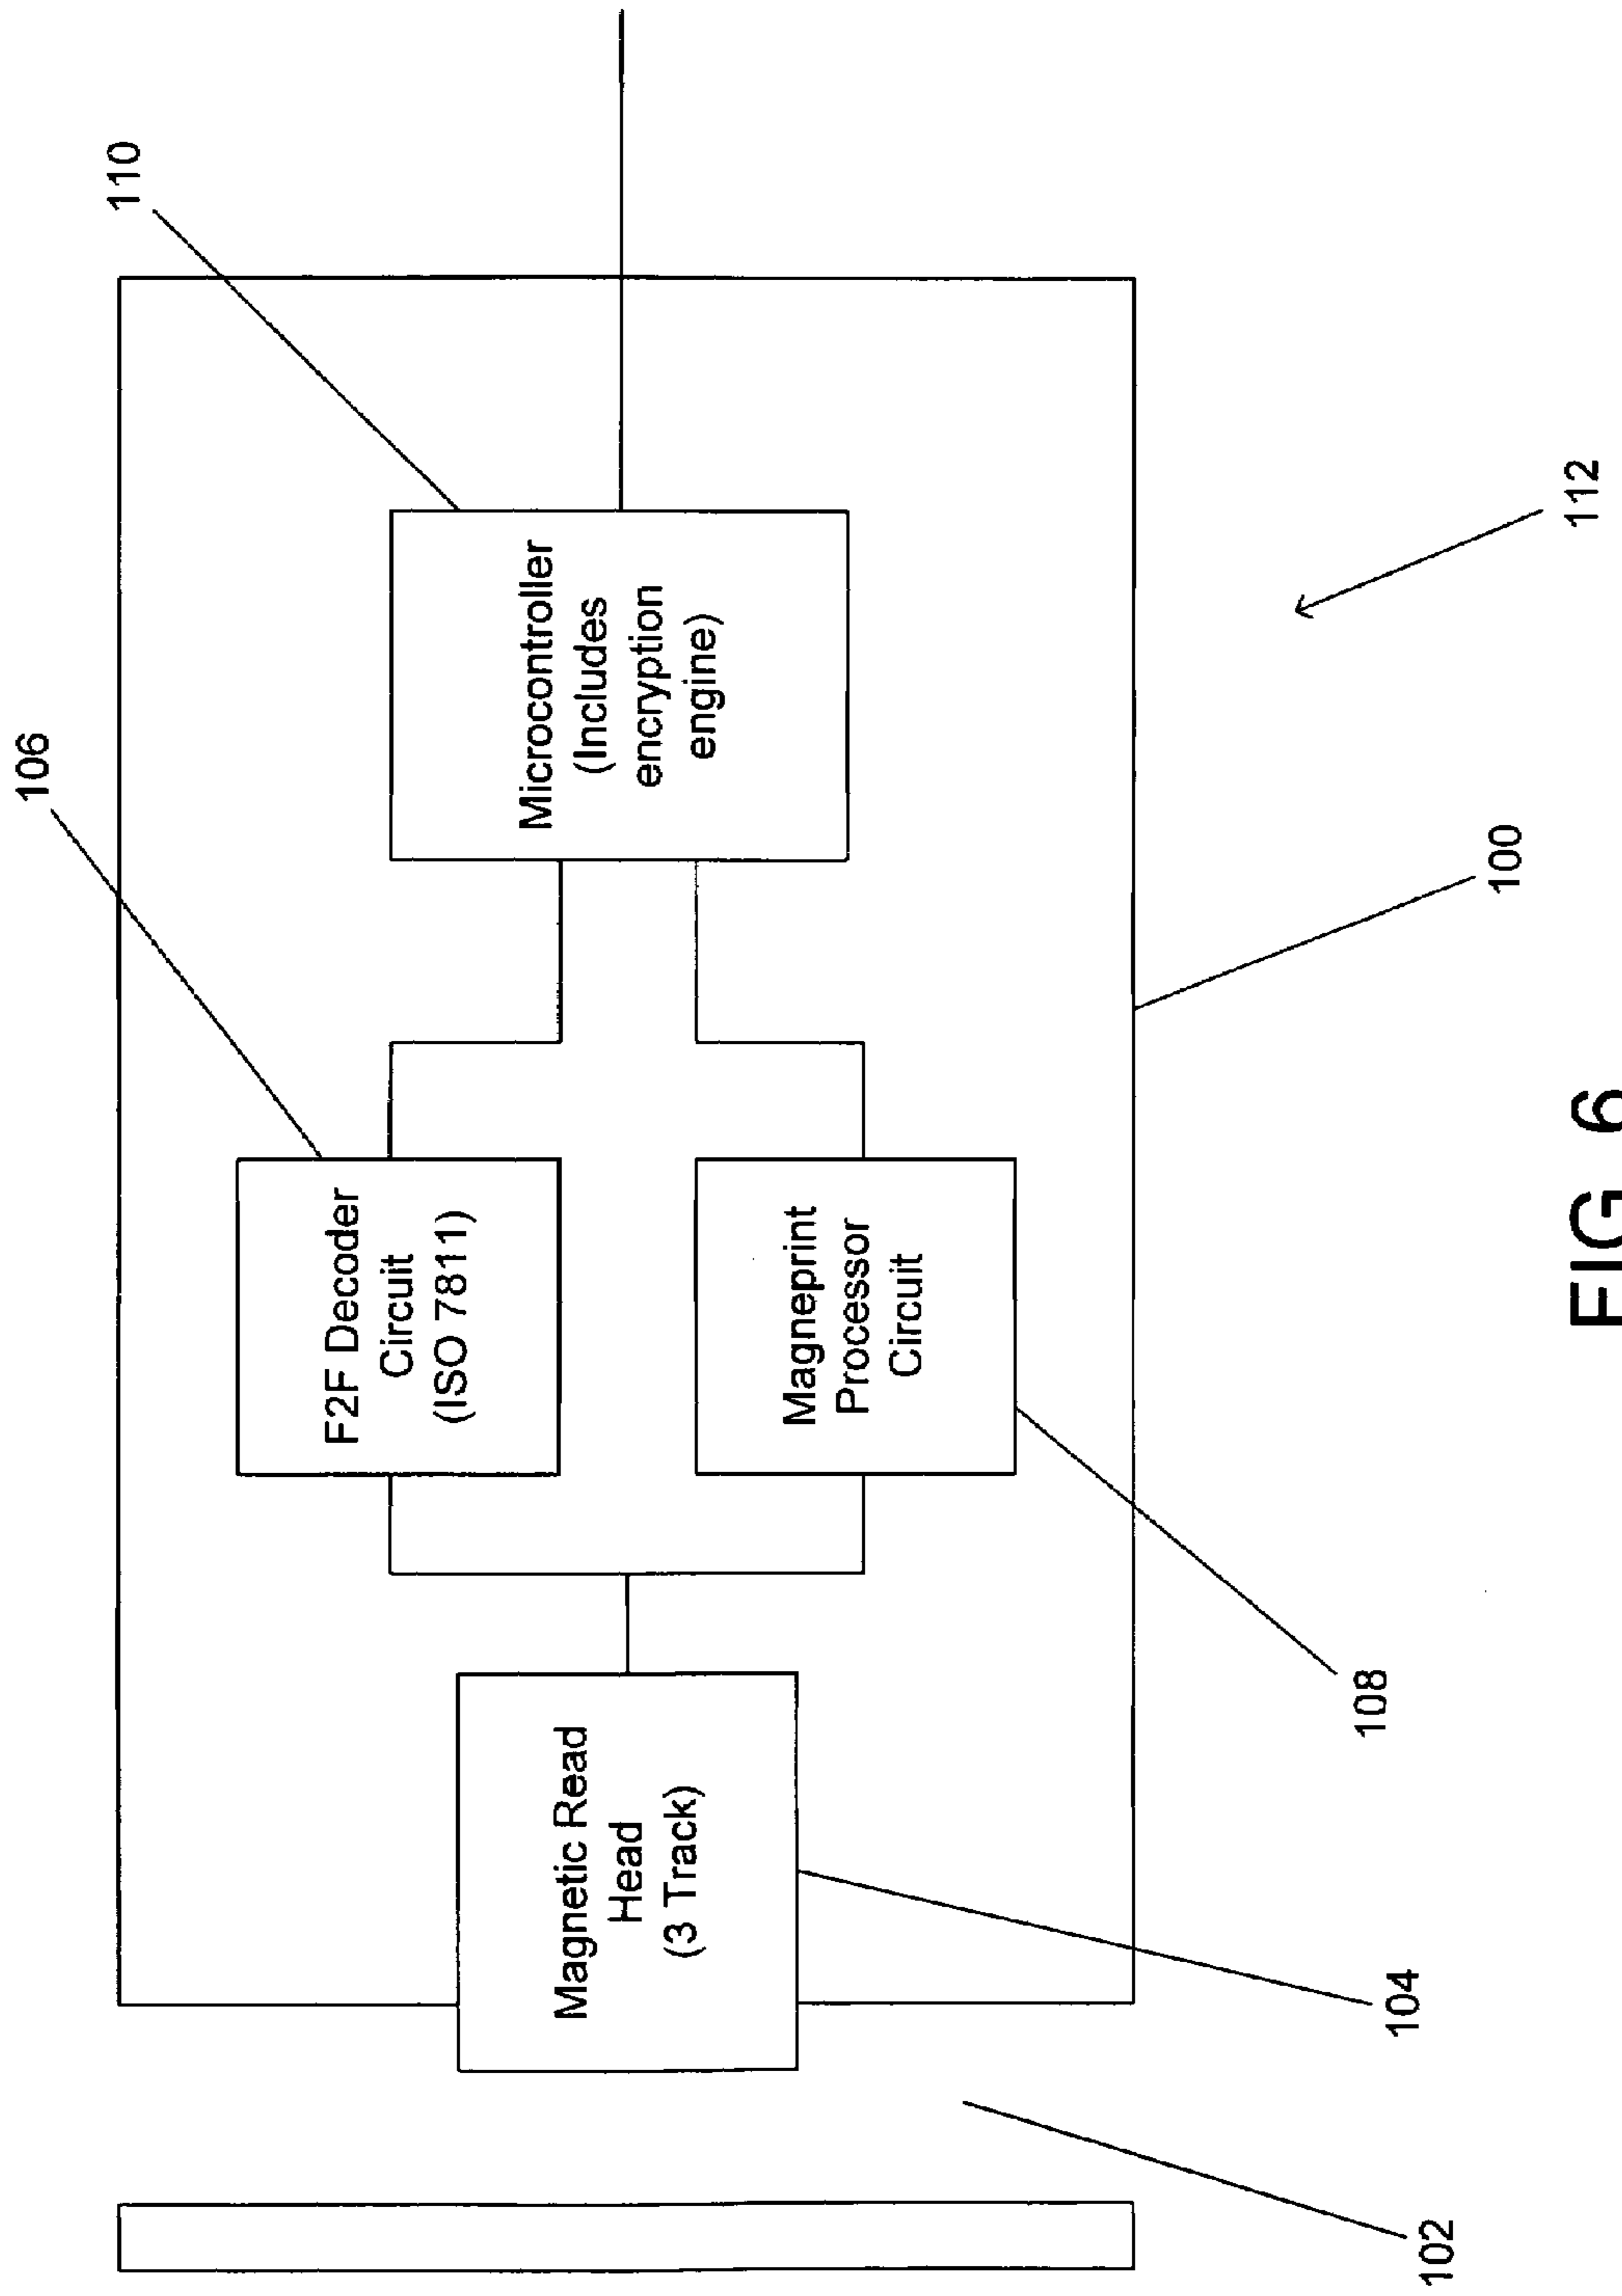 110
106
F2F Decoder
Circuit
(ISO 7811)
Microcontroller
(Includes
encryption
engine)
Magnetic Read
Head
(3 Track)
Magneprint
Processor
Circuit
102
104
108
100
112
FIG. 6